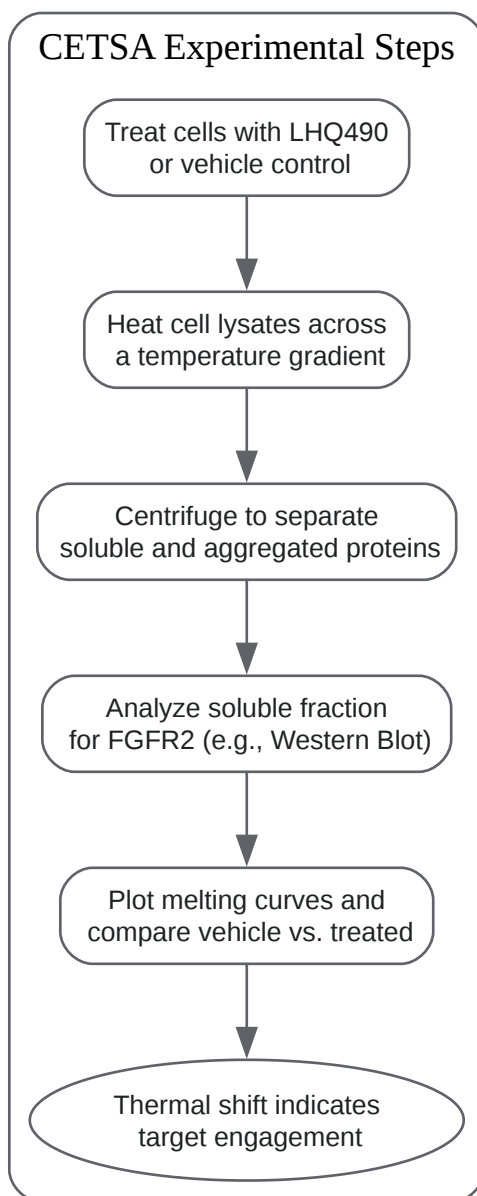 CETSA Experimental Steps
Treat cells with LHQ490
or vehicle control
Heat cell lysates across
a temperature gradient
Centrifuge to separate
soluble and aggregated proteins
Analyze soluble fraction
for FGFR2 (e.g., Western Blot)
Plot melting curves and
compare vehicle vs. treated
Thermal shift indicates
target engagement